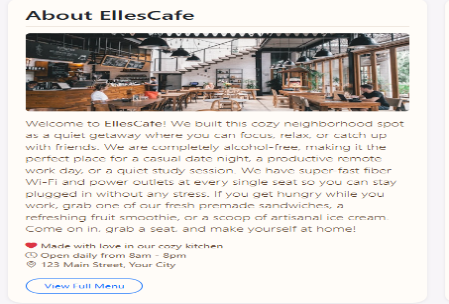 About EllesCafe
Welcome to EllesCafe! We built this cozy neighborhood spot
as a quiet getaway where you can focus, relax, or catch up
with friends. We are completely alcohol-free, making it the
perfect place for a casual date night, a productive remote
work day, or a quiet study session. We have super fast fiber
Wi-Fi and power outlets at every single seat so you can stay
plugged in without any stress. If you get hungry while you
work, grab one of our fresh premade sandwiches, a
refreshing fruit smoothie, or a scoop of artisanal ice cream.
Come on in, grab a seat, and make yourself at home!
❤️ Made with love in our cozy kitchen
Open daily from 8am - 8pm
123 Main Street, Your City
View Full Menu